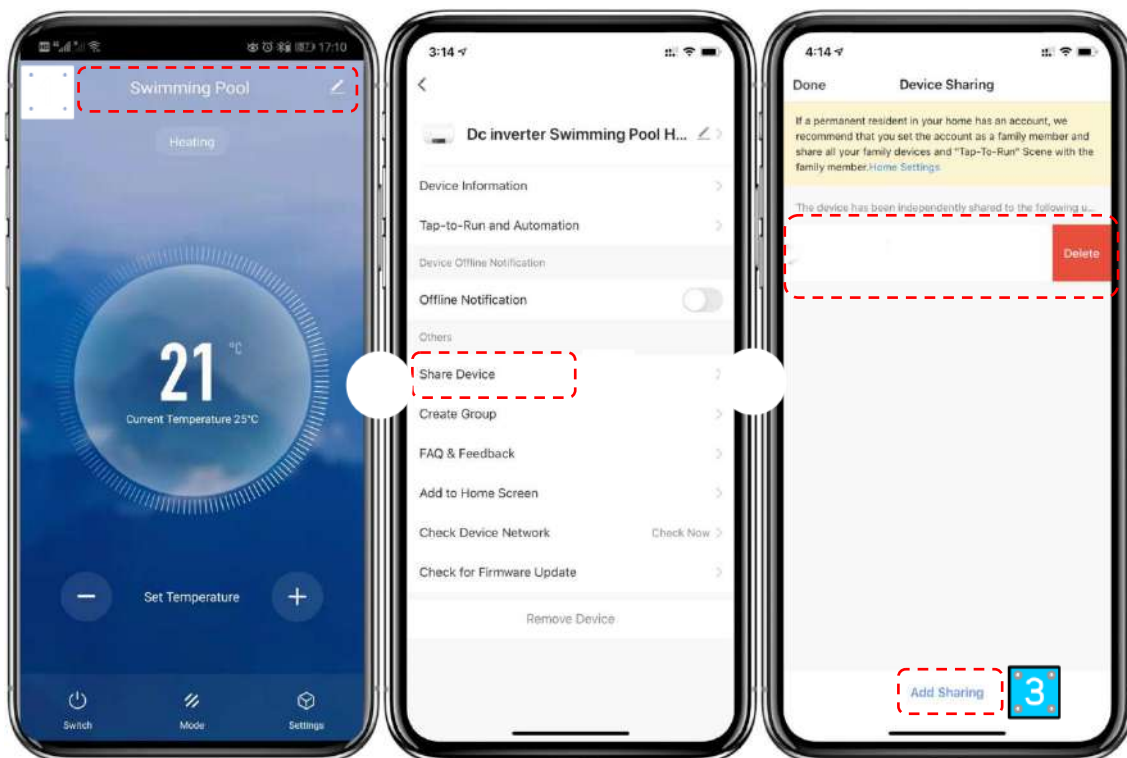 17:10
Swimming Pool
Heating
21 °C
Current Temperature 25°C
Set Temperature
Switch
Mode
Settings
3:14
Dc inverter Swimming Pool H...
Device Information
Tap-to-Run and Automation
Device Offline Notification
Offline Notification
Others
Share Device
Create Group
FAQ & Feedback
Add to Home Screen
Check Device Network Check Now
Check for Firmware Update
Remove Device
4:14
Done Device Sharing
If a permanent resident in your home has an account, we
recommend that you set the account as a family member and
share all your family devices and "Tap-To-Run" Scene with the
family member.Home Settings
The device has been independently shared to the following u...
Delete
Add Sharing
3